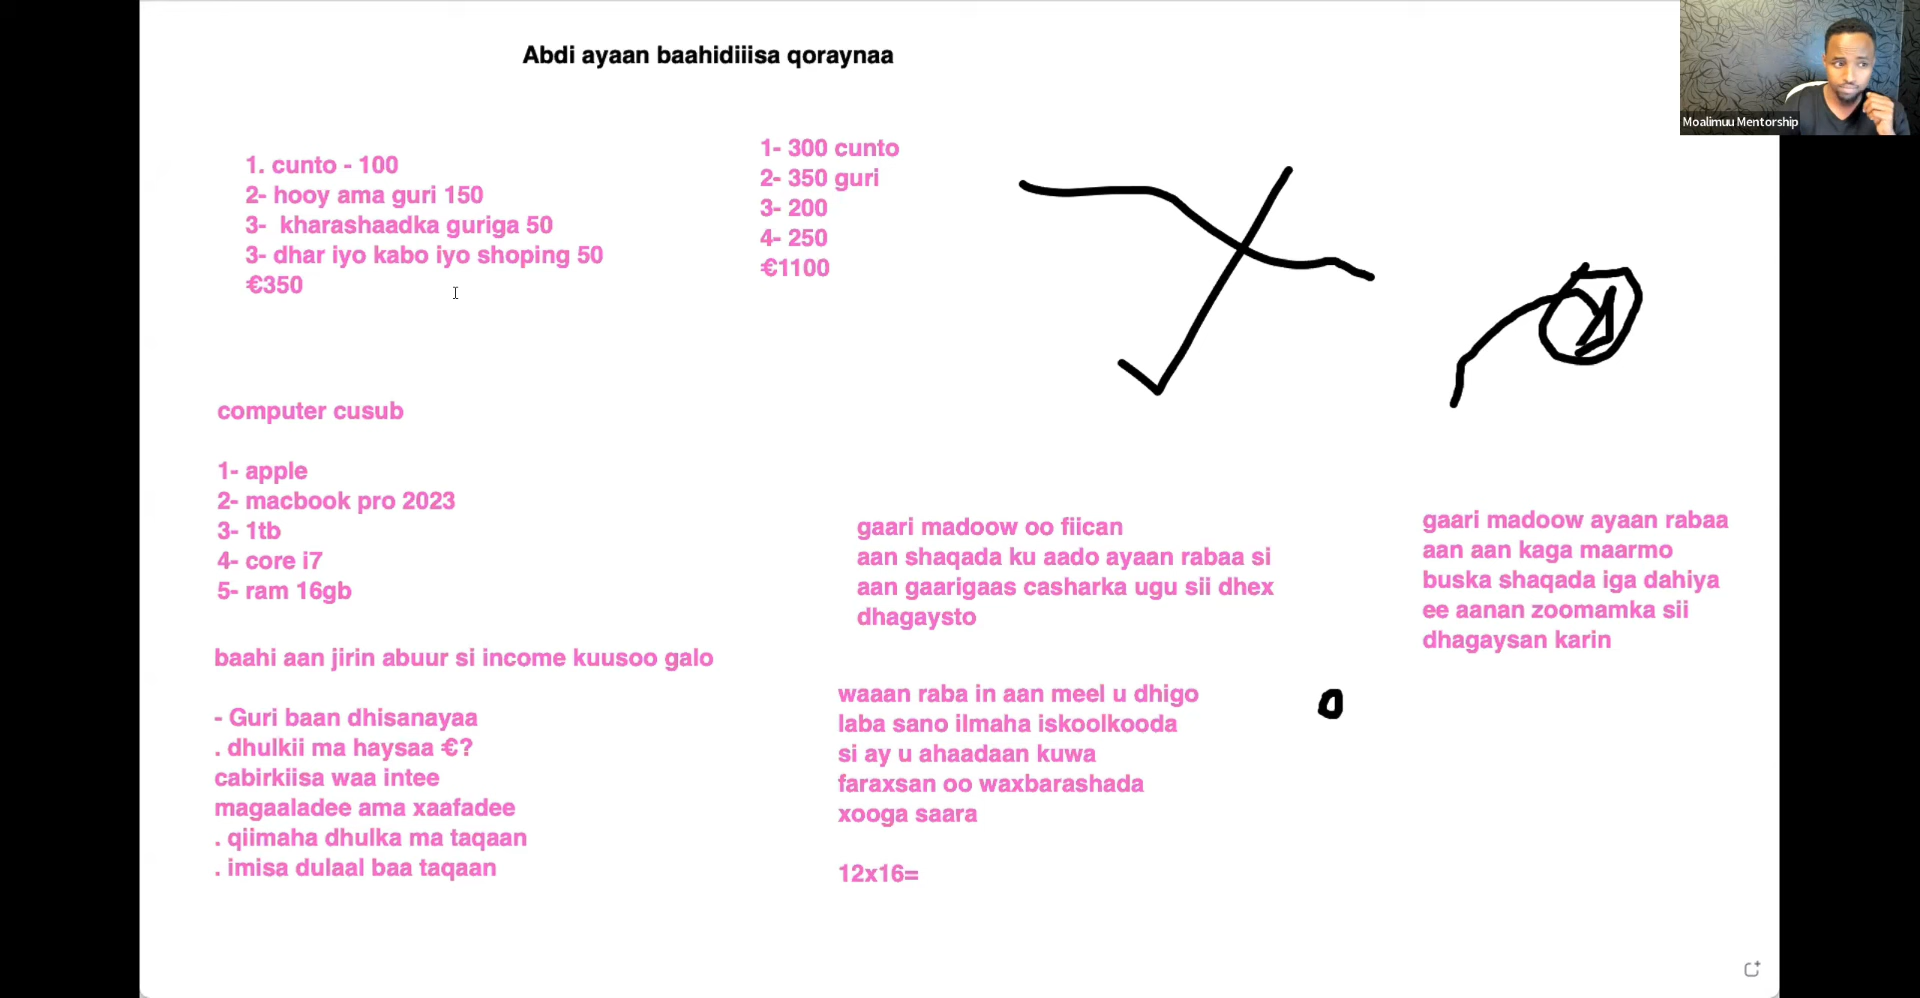 Abdi ayaan baahidiiisa qoraynaa
Moalimuu Mentorship
1. cunto - 100
2- hooy ama guri 150
3-  kharashaadka guriga 50
3- dhar iyo kabo iyo shoping 50
€350
1- 300 cunto
2- 350 guri
3- 200
4- 250
€1100
computer cusub
1- apple
2- macbook pro 2023
3- 1tb
4- core i7
5- ram 16gb
baahi aan jirin abuur si income kuusoo galo
- Guri baan dhisanayaa
. dhulkii ma haysaa €?
cabirkiisa waa intee
magaaladee ama xaafadee
. qiimaha dhulka ma taqaan
. imisa dulaal baa taqaan
gaari madoow oo fiican
aan shaqada ku aado ayaan rabaa si
aan gaarigaas casharka ugu sii dhex
dhagaysto
waaan raba in aan meel u dhigo
laba sano ilmaha iskoolkooda
si ay u ahaadaan kuwa
faraxsan oo waxbarashada
xooga saara
12x16=
gaari madoow ayaan rabaa
aan aan kaga maarmo
buska shaqada iga dahiya
ee aanan zoomamka sii
dhagaysan karin